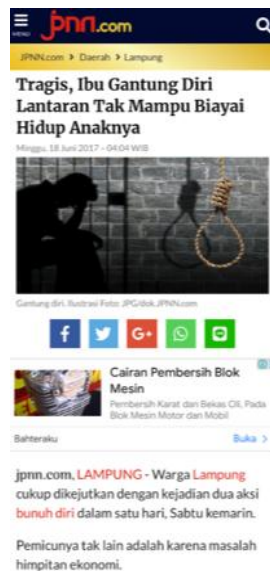 MENU
jpnn.com
JPNN.com > Daerah > Lampung
Tragis, Ibu Gantung Diri
Lantaran Tak Mampu Biayai
Hidup Anaknya
Minggu, 18 Juni 2017 - 04:04 WIB
Gantung diri. Ilustrasi Foto: JPG/dok.JPNN.com
f
G+
Cairan Pembersih Blok
Mesin
Pembersih Karat dan Bekas Oli, Pada
Blok Mesin Motor dan Mobil
Bahteraku
Buka >
jpnn.com, LAMPUNG - Warga Lampung
cukup dikejutkan dengan kejadian dua aksi
bunuh diri dalam satu hari, Sabtu kemarin.
Pemicunya tak lain adalah karena masalah
himpitan ekonomi.